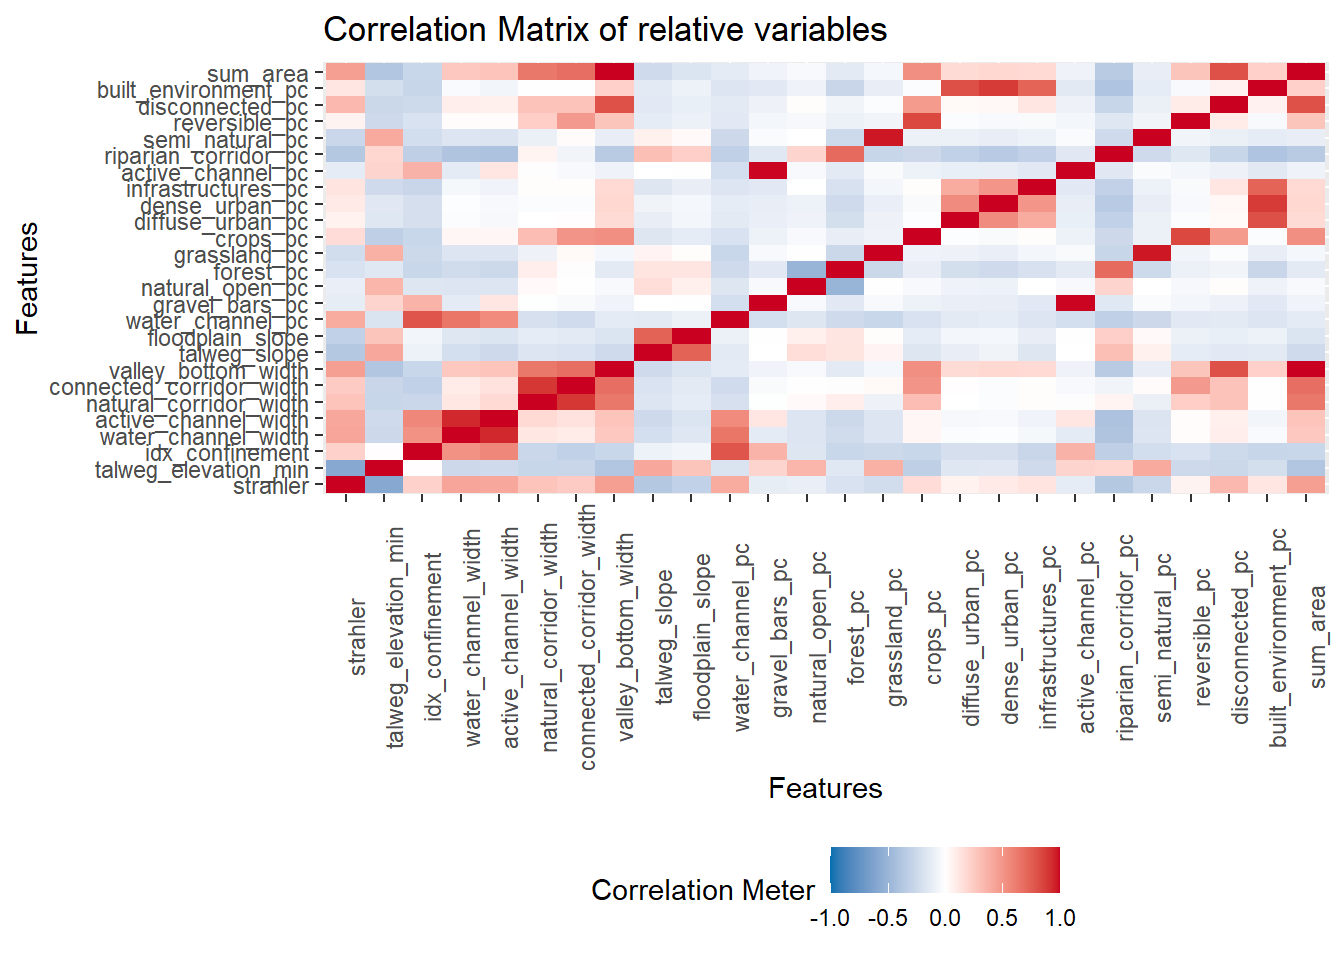 Correlation Matrix of relative variables
Features
sum_area
built_environment_pc
disconnected_pc
reversible_pc
semi_natural_pc
riparian_corridor_pc
active_channel_pc
infrastructures_pc
dense_urban_pc
diffuse_urban_pc
crops_pc
grassland_pc
forest_pc
natural_open_pc
gravel_bars_pc
water_channel_pc
floodplain_slope
talweg_slope
valley_bottom_width
connected_corridor_width
natural_corridor_width
active_channel_width
water_channel_width
idx_confinement
talweg_elevation_min
strahler
strahler
talweg_elevation_min
idx_confinement
water_channel_width
active_channel_width
natural_corridor_width
connected_corridor_width
valley_bottom_width
talweg_slope
floodplain_slope
water_channel_pc
gravel_bars_pc
natural_open_pc
forest_pc
grassland_pc
crops_pc
diffuse_urban_pc
dense_urban_pc
infrastructures_pc
active_channel_pc
riparian_corridor_pc
semi_natural_pc
reversible_pc
disconnected_pc
built_environment_pc
sum_area
Features
Correlation Meter
-1.0 -0.5 0.0 0.5 1.0